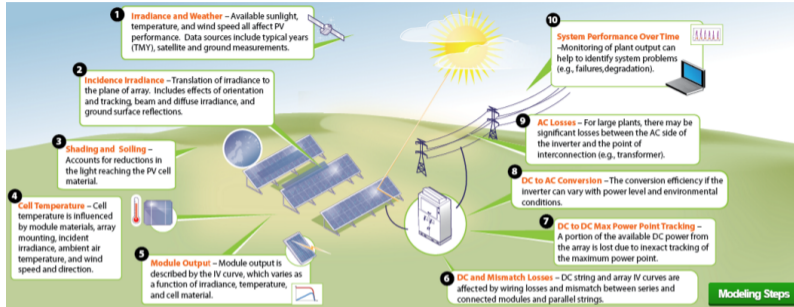 1
Irradiance and Weather – Available sunlight,
temperature, and wind speed all affect PV
performance. Data sources include typical years
(TMY), satellite and ground measurements.
2
Incidence Irradiance – Translation of irradiance to
the plane of array. Includes effects of orientation
and tracking, beam and diffuse irradiance, and
ground surface reflections.
3
Shading and Soiling –
Accounts for reductions in
the light reaching the PV cell
material.
4
Cell Temperature – Cell
temperature is influenced
by module materials, array
mounting, incident
irradiance, ambient air
temperature, and wind
speed and direction.
5
Module Output – Module output is
described by the IV curve, which varies as
a function of irradiance, temperature,
and cell material.
6
DC and Mismatch Losses – DC string and array IV curves are
affected by wiring losses and mismatch between series and
connected modules and parallel strings.
7
DC to DC Max Power Point Tracking –
A portion of the available DC power from
the array is lost due to inexact tracking of
the maximum power point.
8
DC to AC Conversion – The conversion efficiency if the
inverter can vary with power level and environmental
conditions.
9
AC Losses – For large plants, there may be
significant losses between the AC side of
the inverter and the point of
interconnection (e.g., transformer).
10
System Performance Over Time
–Monitoring of plant output can
help to identify system problems
(e.g., failures,degradation).
Modeling Steps